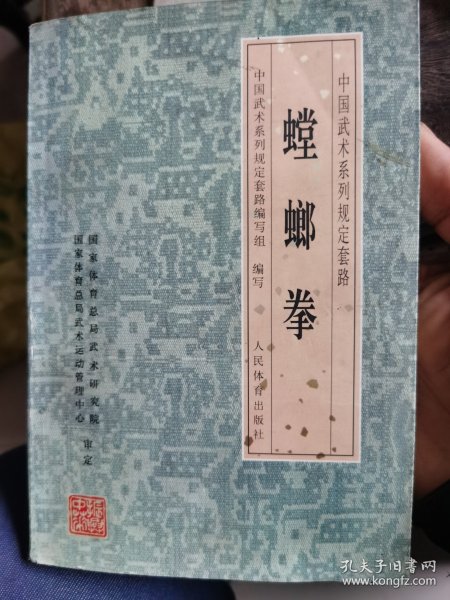 中国武术系列规定套路
螳螂拳
中国武术系列规定套路编写组 编写
人民体育出版社
国家体育总局武术研究院
国家体育总局武术运动管理中心
审定
孔夫子旧书网
www.kongfz.com